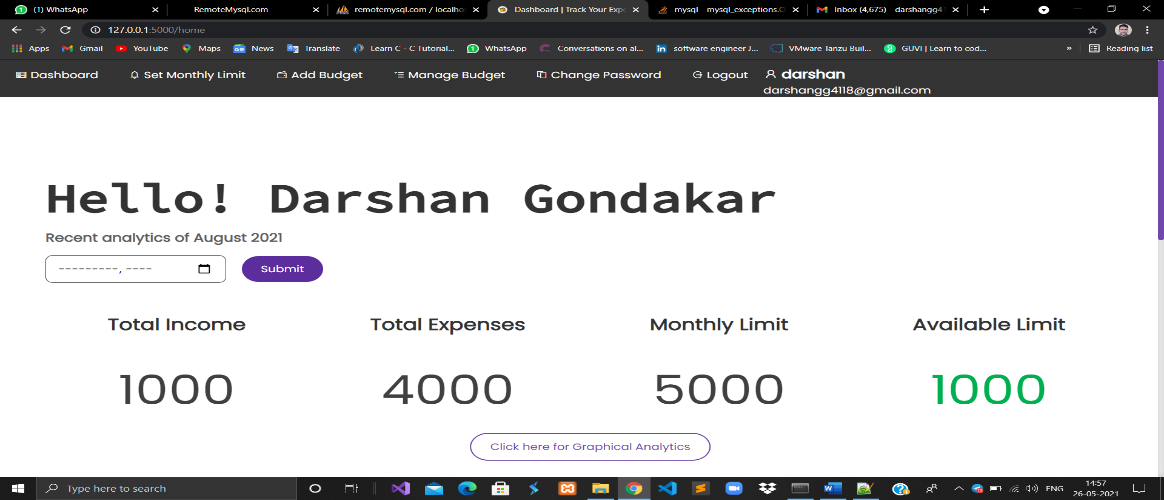 (1) WhatsApp RemoteMysql.com remotemysql.com / localho Dashboard | Track Your Exp mysql mysql_exceptions. Inbox (4,675) darshangg4
127.0.0.1:5000/home
Apps Gmail YouTube Maps News Translate Learn C - C Tutorial... WhatsApp Conversations on al... software engineer J... VMware Tanzu Buil... GUVI | Learn to cod... » Reading list
Dashboard Set Monthly Limit Add Budget Manage Budget Change Password Logout darshan
darshangg4118@gmail.com
Hello! Darshan Gondakar
Recent analytics of August 2021
---------, ----
Submit
Total Income Total Expenses Monthly Limit Available Limit
1000 4000 5000 1000
Click here for Graphical Analytics
Type here to search ENG 14:57
26-05-2021